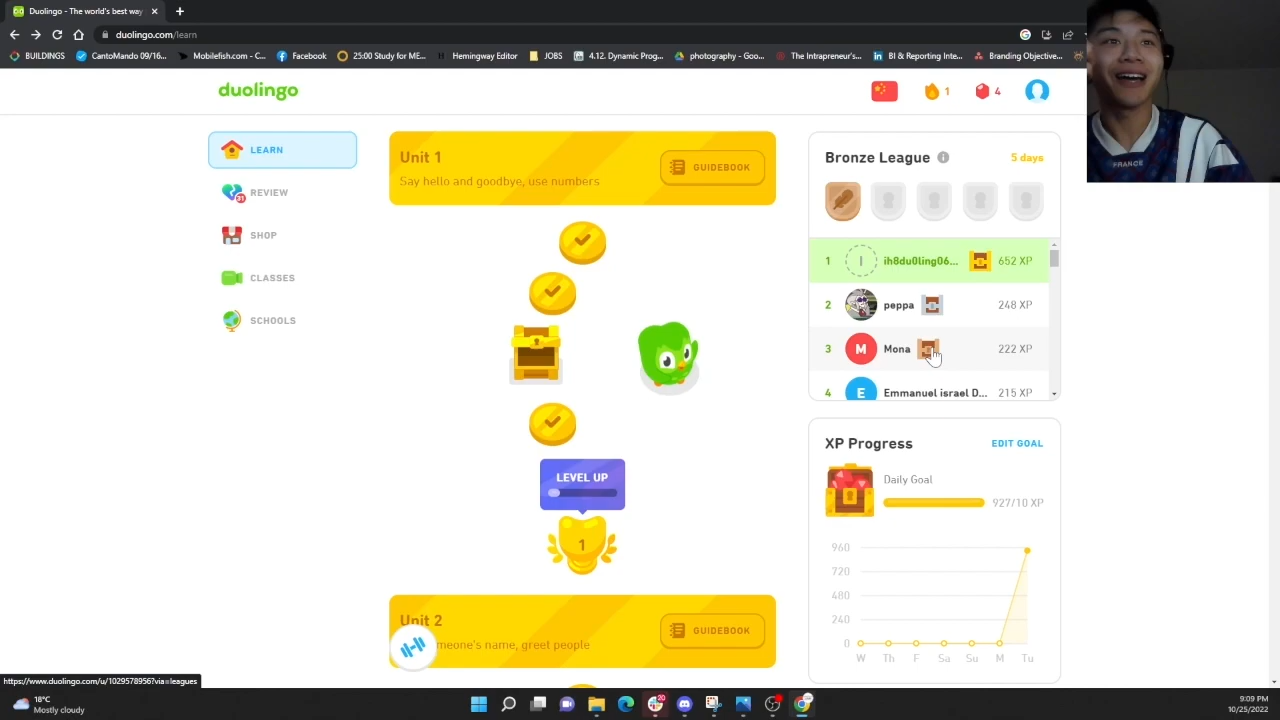 Duolingo - The world's best way
duolingo.com/learn
BUILDINGS
CantoMando 09/16...
Mobilefish.com - C...
Facebook
25:00 Study for ME...
Hemingway Editor
JOBS
4.12. Dynamic Prog...
photography - Goo...
The Intrapreneur's...
BI & Reporting Inte...
Branding Objective...
duolingo
1
4
LEARN
REVIEW
SHOP
CLASSES
SCHOOLS
Unit 1
Say hello and goodbye, use numbers
GUIDEBOOK
LEVEL UP
1
Unit 2
meone's name, greet people
GUIDEBOOK
Bronze League
5 days
1 I ih8du0ling06... 652 XP
2 peppa 248 XP
3 M Mona 222 XP
4 E Emmanuel israel D... 215 XP
XP Progress
EDIT GOAL
Daily Goal
927/10 XP
960
720
480
240
0
W Th F Sa Su M Tu
FRANCE
https://www.duolingo.com/u/1029578956?via=leagues
18°C
Mostly cloudy
20
9:09 PM
10/25/2022